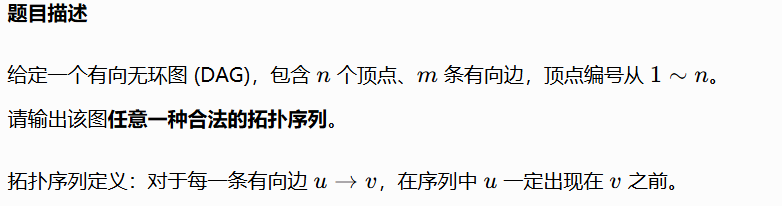 题目描述
给定一个有向无环图 (DAG)，包含 n 个顶点、m 条有向边，顶点编号从 1 ∼ n。
请输出该图任意一种合法的拓扑序列。
拓扑序列定义：对于每一条有向边 u → v，在序列中 u 一定出现在 v 之前。